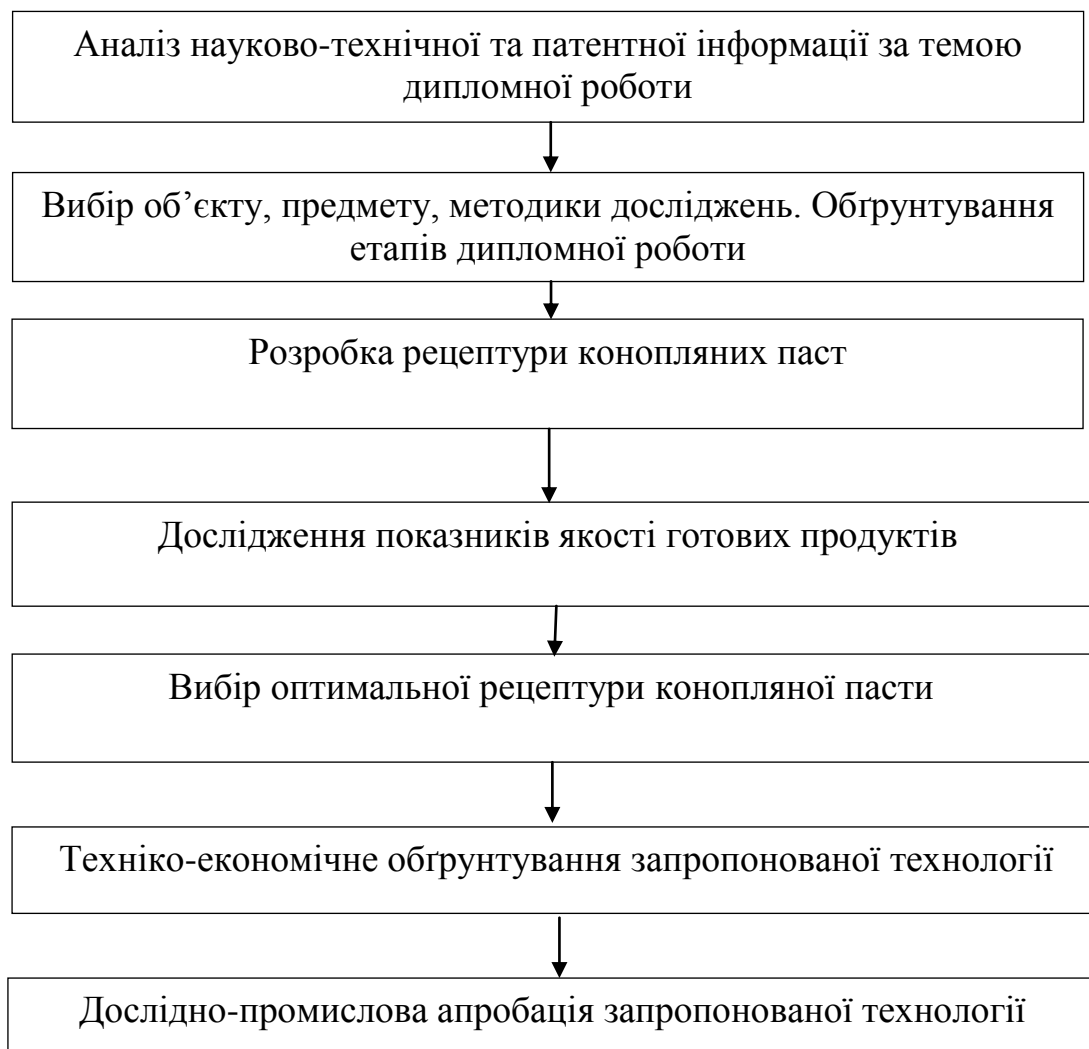 Аналіз науково-технічної та патентної інформації за темою
дипломної роботи
Вибір об’єкту, предмету, методики досліджень. Обґрунтування
етапів дипломної роботи
Розробка рецептури конопляних паст
Дослідження показників якості готових продуктів
Вибір оптимальної рецептури конопляної пасти
Техніко-економічне обґрунтування запропонованої технології
Дослідно-промислова апробація запропонованої технології